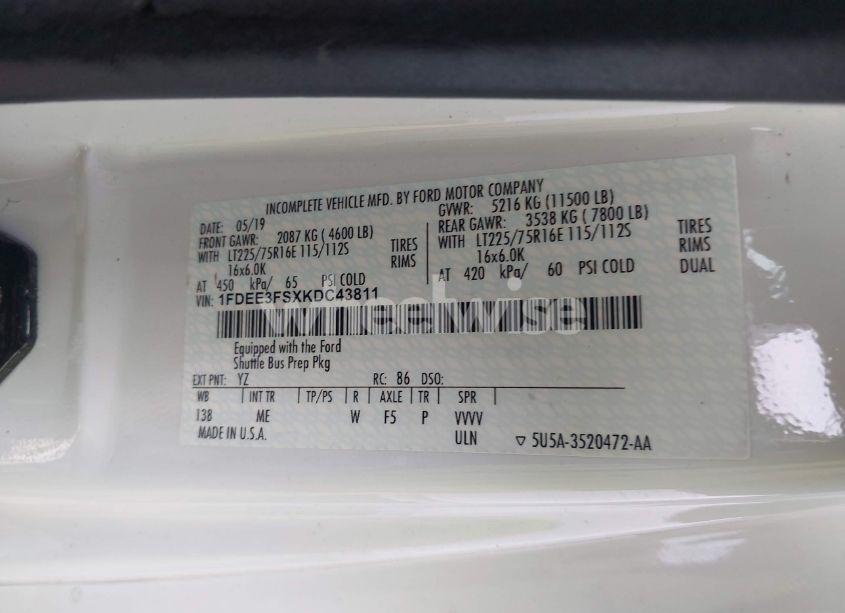 INCOMPLETE VEHICLE MFD. BY FORD MOTOR COMPANY
DATE: 05/19
GVWR: 5216 KG (11500 LB)
FRONT GAWR: 2087 KG ( 4600 LB)
REAR GAWR: 3538 KG ( 7800 LB)
WITH LT225/75R16E 115/112S TIRES
WITH LT225/75R16E 115/112S TIRES
16x6.0K RIMS
16x6.0K RIMS
AT 450 kPa/ 65 PSI COLD
AT 420 kPa/ 60 PSI COLD DUAL
VIN: 1FDEE3FSXKDC43811
wheelwise
Equipped with the Ford
Shuttle Bus Prep Pkg
EXT PNT: YZ RC: 86 DSO:
WB INT TR TP/PS R AXLE TR SPR
138 ME W F5 P VVVV
MADE IN U.S.A. ULN ▽ 5U5A-3520472-AA